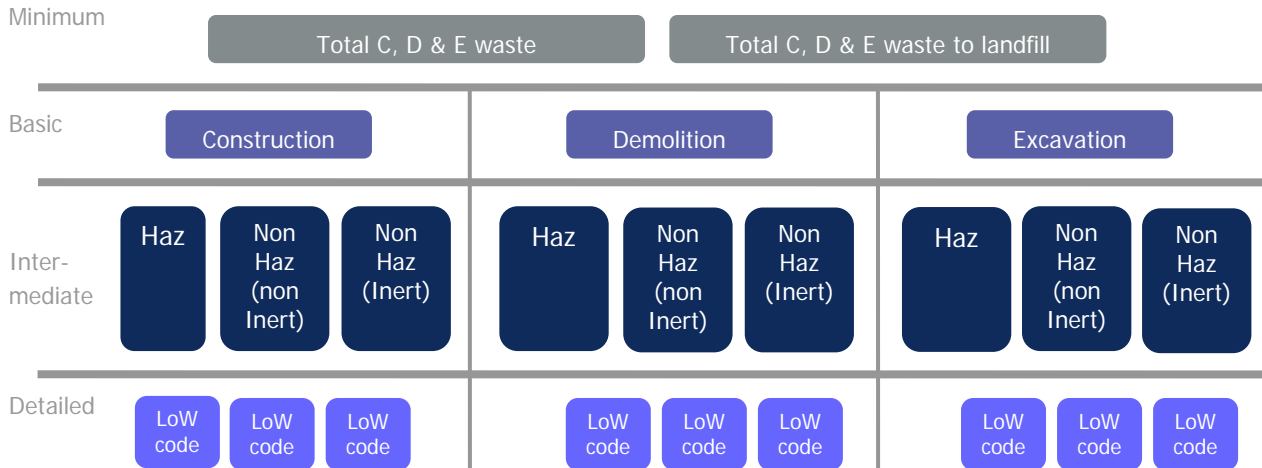 Minimum
Total C, D & E waste
Total C, D & E waste to landfill
Basic
Construction
Demolition
Excavation
Inter-
mediate
Haz
Non
Haz
(non
Inert)
Non
Haz
(Inert)
Haz
Non
Haz
(non
Inert)
Non
Haz
(Inert)
Haz
Non
Haz
(non
Inert)
Non
Haz
(Inert)
Detailed
LoW
code
LoW
code
LoW
code
LoW
code
LoW
code
LoW
code
LoW
code
LoW
code
LoW
code